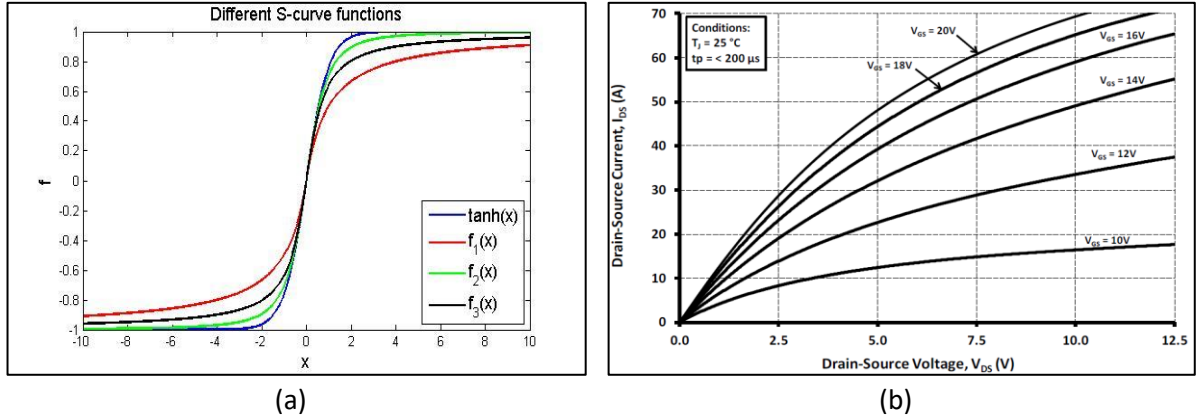 Different S-curve functions
1
0.8
0.6
0.4
0.2
0
-0.2
-0.4
-0.6
-0.8
-1
f
tanh(x)
f1(x)
f2(x)
f3(x)
-10 -8 -6 -4 -2 0 2 4 6 8 10
x
(a)
Conditions:
TJ = 25 °C
tp = < 200 µs
70
60
50
40
30
20
10
0
Drain-Source Current, IDS (A)
VGS = 20V
VGS = 18V
VGS = 16V
VGS = 14V
VGS = 12V
VGS = 10V
0.0 2.5 5.0 7.5 10.0 12.5
Drain-Source Voltage, VDS (V)
(b)